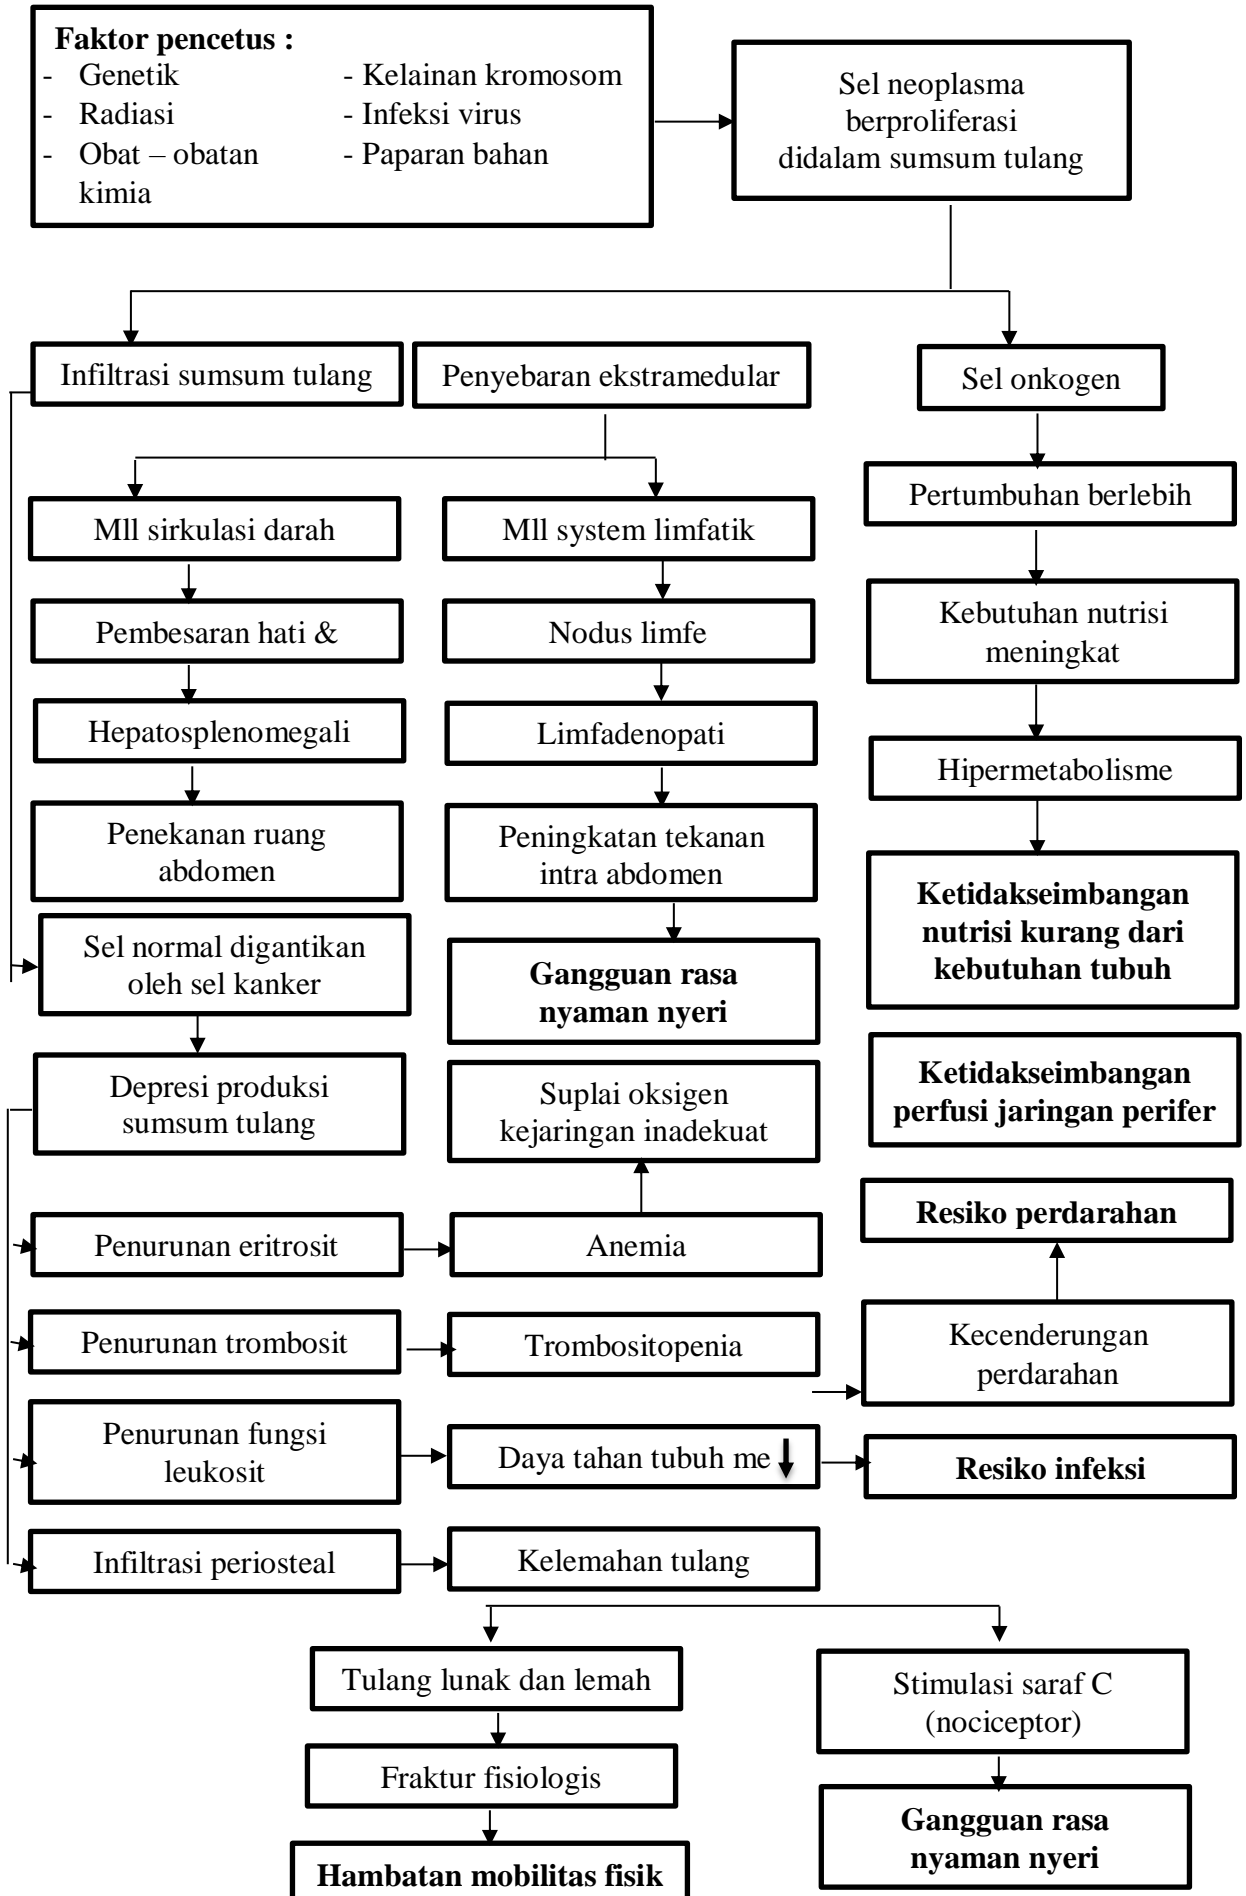 Faktor pencetus :
- Genetik - Kelainan kromosom
- Radiasi - Infeksi virus
- Obat – obatan - Paparan bahan
kimia
Sel neoplasma
berproliferasi
didalam sumsum tulang
Infiltrasi sumsum tulang
Penyebaran ekstramedular
Sel onkogen
Mll sirkulasi darah
Mll system limfatik
Pertumbuhan berlebih
Pembesaran hati &
Nodus limfe
Kebutuhan nutrisi
meningkat
Hepatosplenomegali
Limfadenopati
Hipermetabolisme
Penekanan ruang
abdomen
Peningkatan tekanan
intra abdomen
Ketidakseimbangan
nutrisi kurang dari
kebutuhan tubuh
Sel normal digantikan
oleh sel kanker
Gangguan rasa
nyaman nyeri
Depresi produksi
sumsum tulang
Suplai oksigen
kejaringan inadekuat
Ketidakseimbangan
perfusi jaringan perifer
Resiko perdarahan
Penurunan eritrosit
Anemia
Penurunan trombosit
Trombositopenia
Kecenderungan
perdarahan
Penurunan fungsi
leukosit
Daya tahan tubuh me
Resiko infeksi
Infiltrasi periosteal
Kelemahan tulang
Tulang lunak dan lemah
Stimulasi saraf C
(nociceptor)
Fraktur fisiologis
Gangguan rasa
nyaman nyeri
Hambatan mobilitas fisik